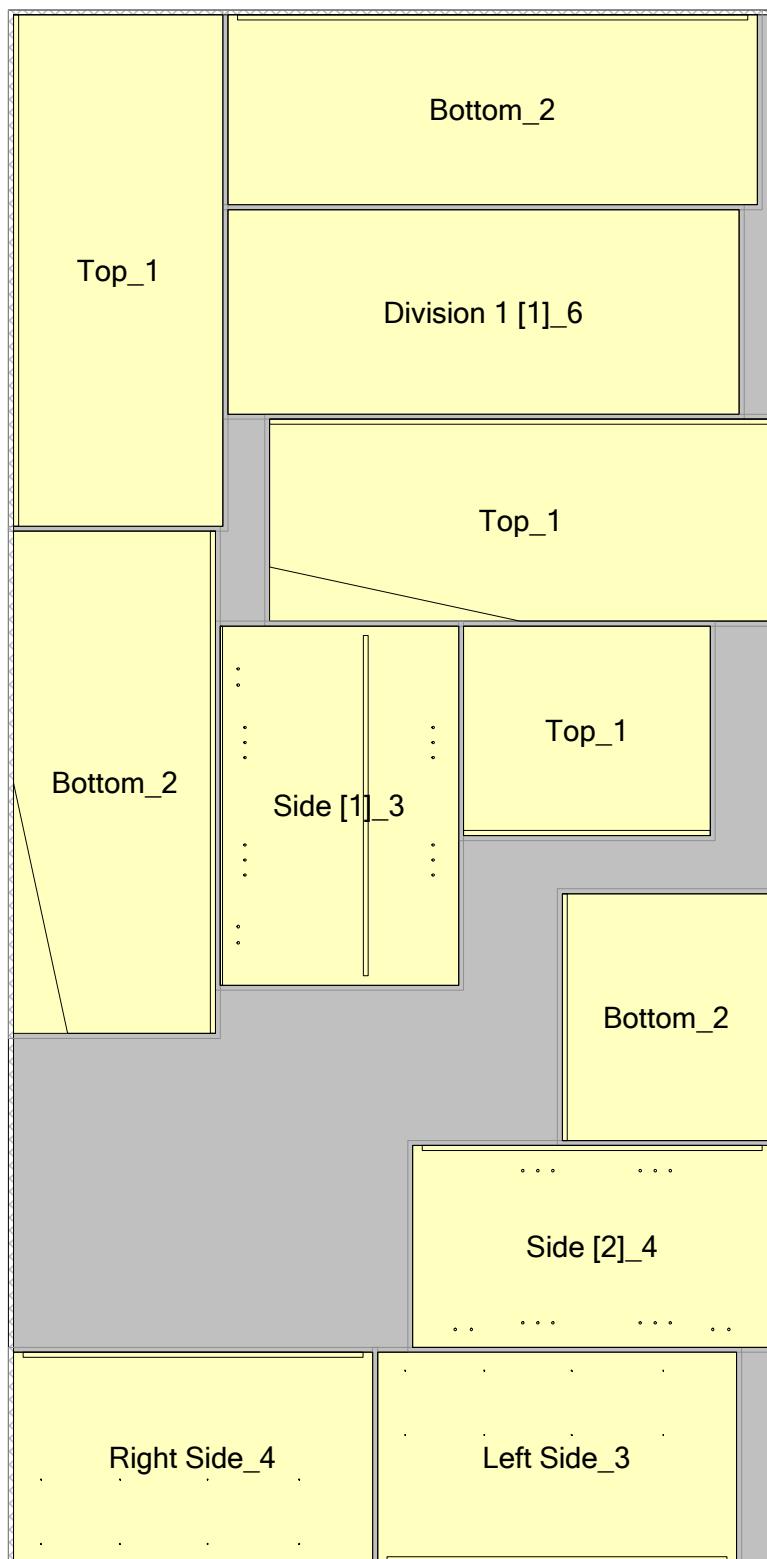 Bottom_2
Top_1
Division 1 [1]_6
Top_1
Top_1
Bottom_2
Side [1]_3
Bottom_2
Side [2]_4
Right Side_4
Left Side_3